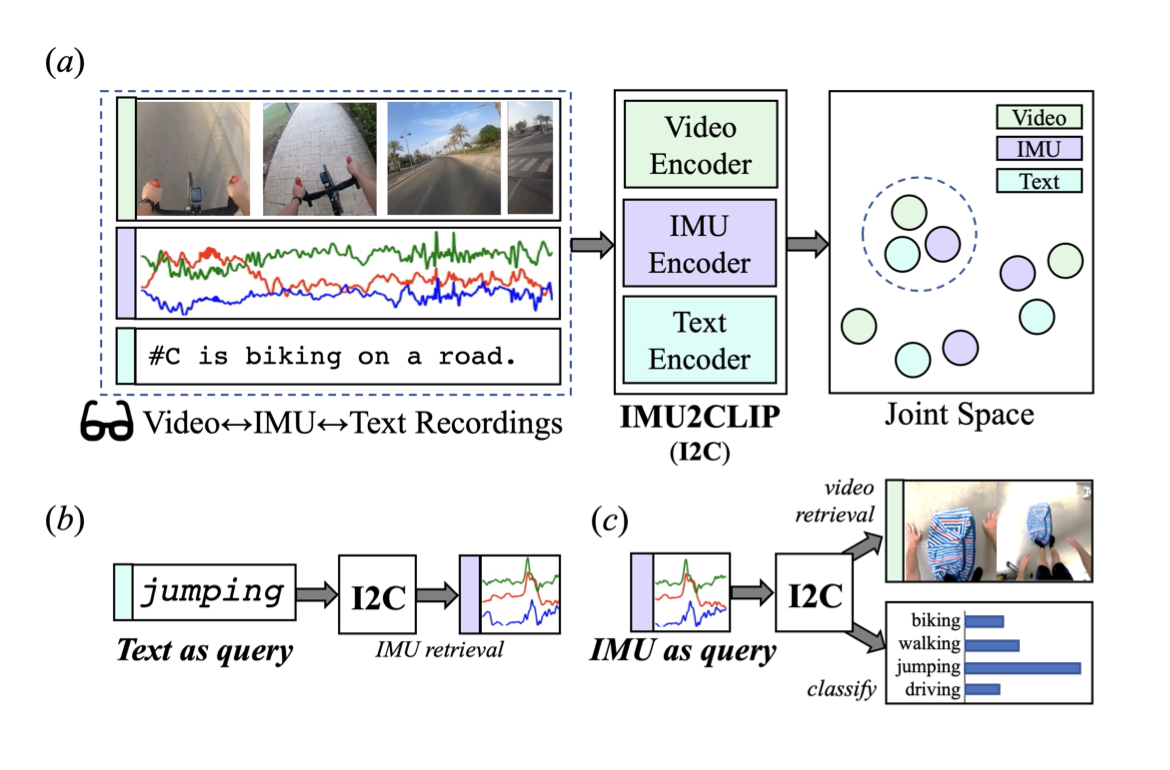 (a)
Video
Encoder
IMU
Encoder
Text
Encoder
Video
IMU
Text
#C is biking on a road.
Video↔IMU↔Text Recordings
IMU2CLIP
(I2C)
Joint Space
(b)
jumping
I2C
Text as query
IMU retrieval
(c)
I2C
IMU as query
video
retrieval
classify
biking
walking
jumping
driving